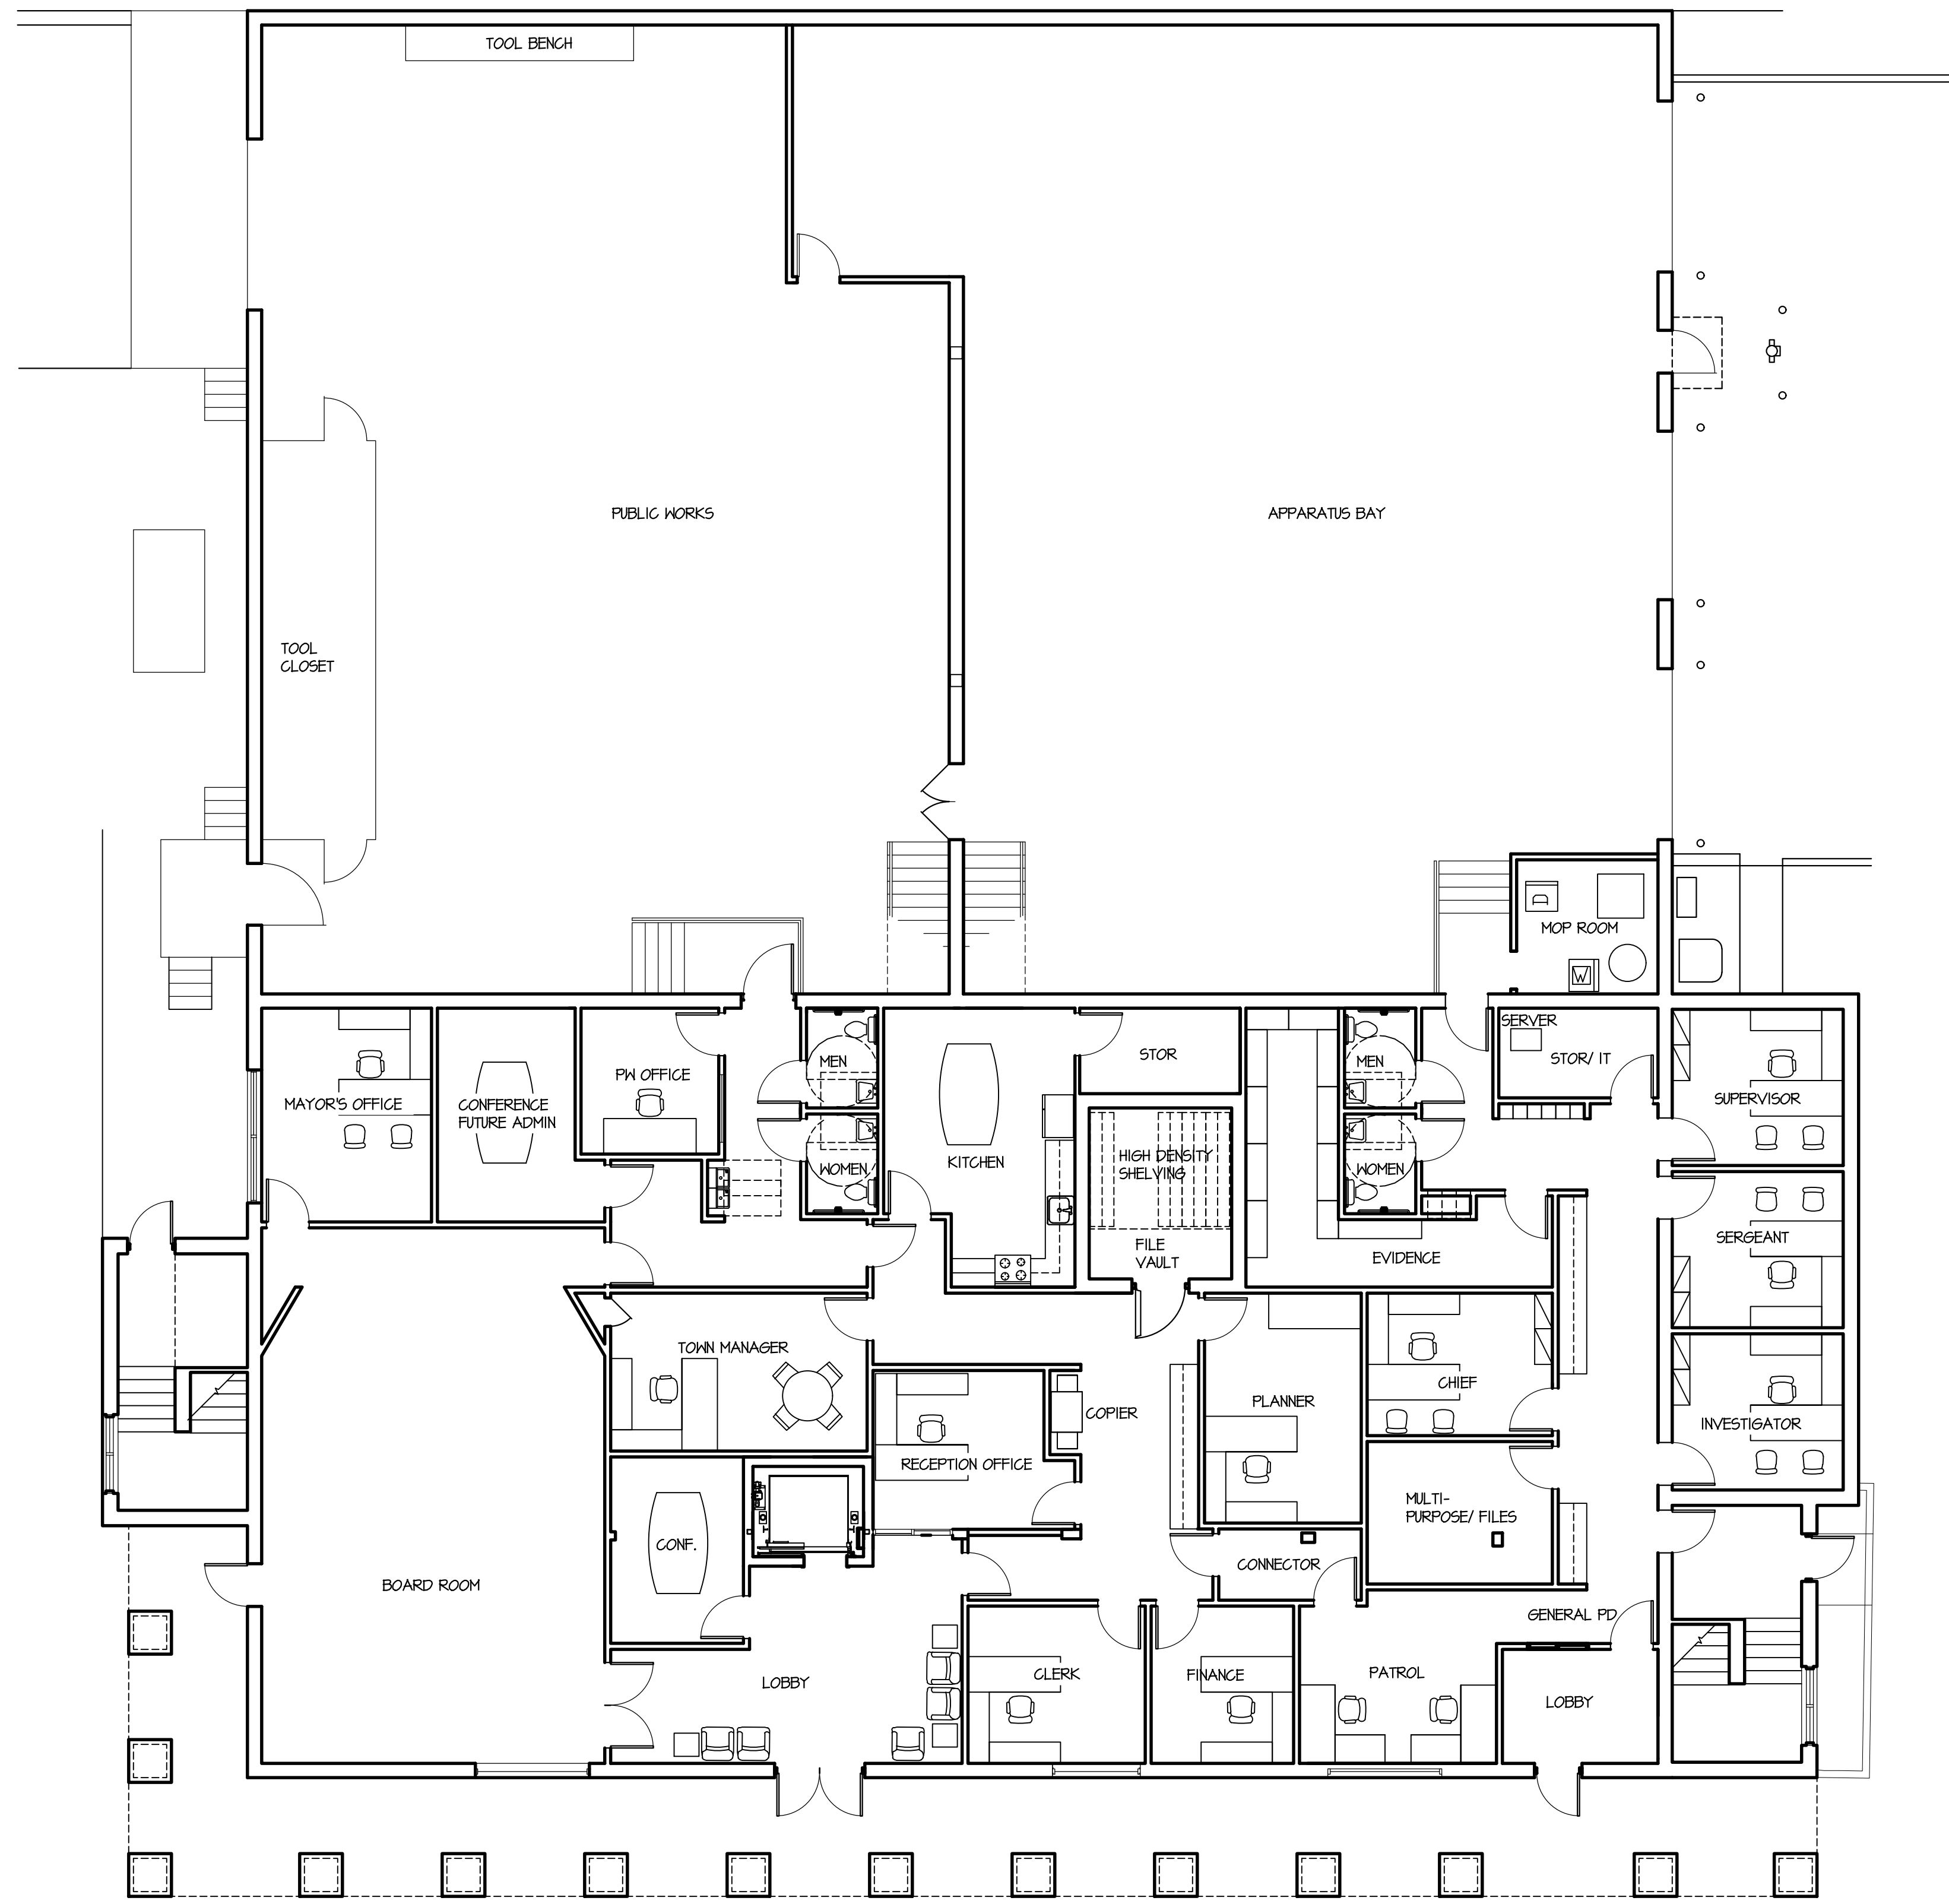 TOOL BENCH
PUBLIC WORKS
APPARATUS BAY
TOOL
CLOSET
MOP ROOM
D
W
SERVER
STOR/ IT
STOR
MEN
MEN
PW OFFICE
MAYOR'S OFFICE
CONFERENCE
FUTURE ADMIN
SUPERVISOR
KITCHEN
HIGH DENSITY
SHELVING
WOMEN
WOMEN
FILE
VAULT
EVIDENCE
SERGEANT
TOWN MANAGER
CHIEF
PLANNER
COPIER
INVESTIGATOR
RECEPTION OFFICE
MULTI-
PURPOSE/ FILES
CONF.
CONNECTOR
BOARD ROOM
GENERAL PD
LOBBY
CLERK
FINANCE
PATROL
LOBBY